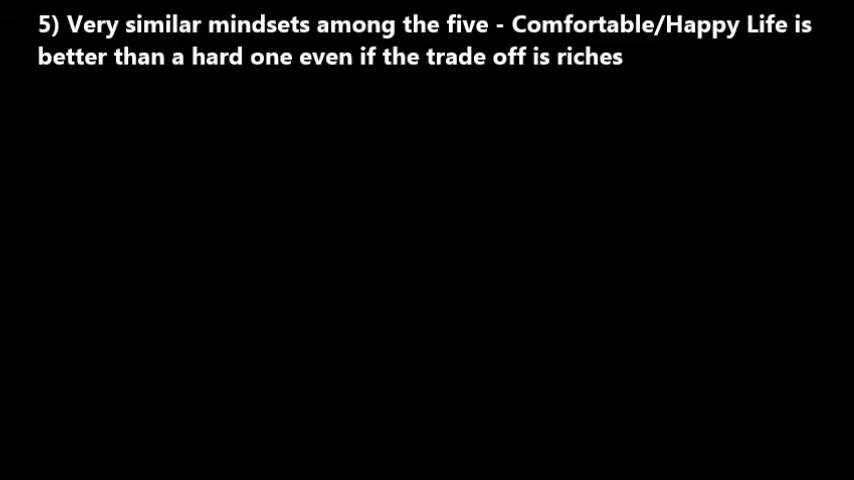 5) Very similar mindsets among the five - Comfortable/Happy Life is
better than a hard one even if the trade off is riches